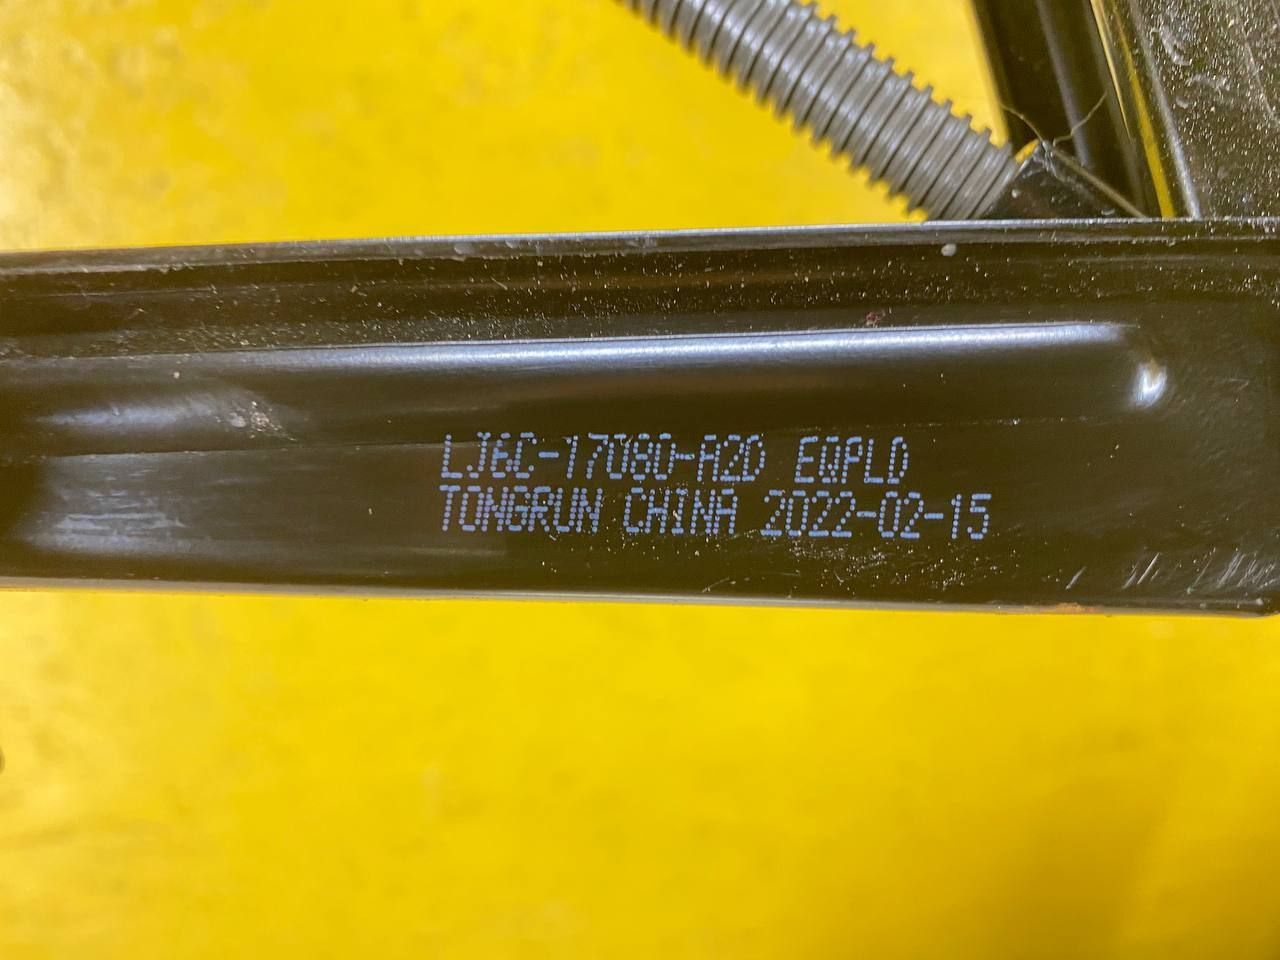 LJ6C-17080-A2D EQPLD
TONGRUN CHINA 2022-02-15